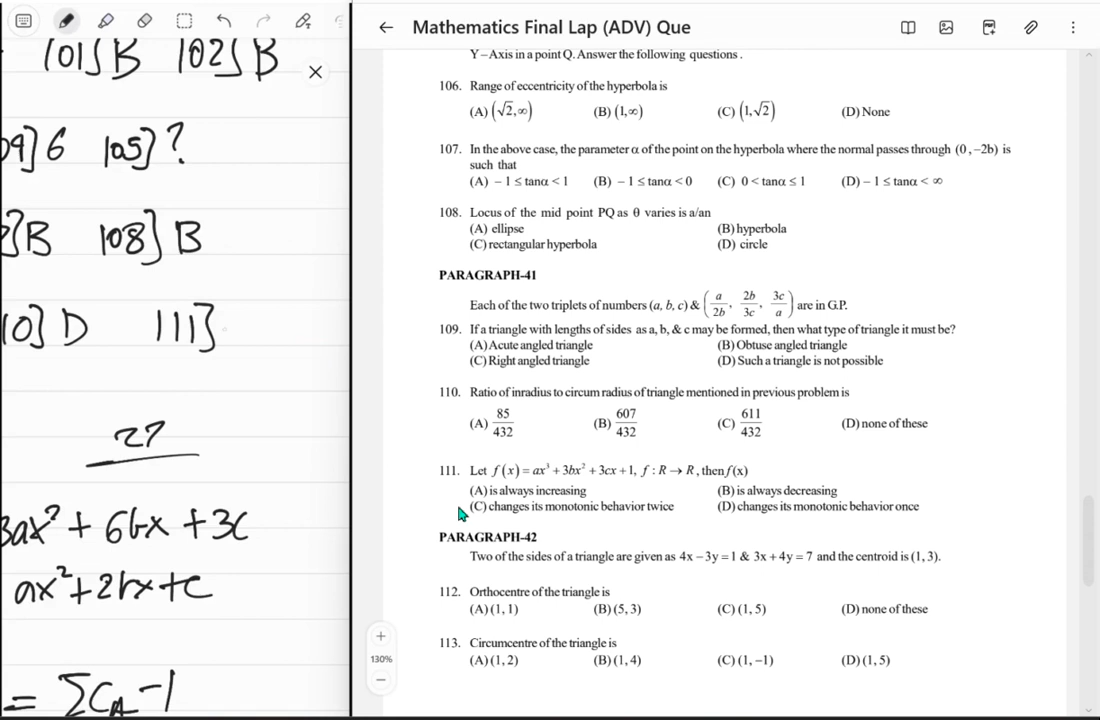 101] B 102] B
09] 6 105] ?
] B 108] B
10] D 111]
27
3ax² + 6bx + 3c
ax² + 2bx + c
= ΣC_A - 1
Mathematics Final Lap (ADV) Que
Y – Axis in a point Q. Answer the following questions .
106. Range of eccentricity of the hyperbola is
(A) (√2, ∞) (B) (1, ∞) (C) (1, √2) (D) None
107. In the above case, the parameter α of the point on the hyperbola where the normal passes through (0 , –2b) is
such that
(A) – 1 ≤ tanα < 1 (B) – 1 ≤ tanα < 0 (C) 0 < tanα ≤ 1 (D) – 1 ≤ tanα < ∞
108. Locus of the mid point PQ as θ varies is a/an
(A) ellipse (B) hyperbola
(C) rectangular hyperbola (D) circle
PARAGRAPH-41
Each of the two triplets of numbers (a, b, c) & (a/2b, 2b/3c, 3c/a) are in G.P.
109. If a triangle with lengths of sides as a, b, & c may be formed, then what type of triangle it must be?
(A) Acute angled triangle (B) Obtuse angled triangle
(C) Right angled triangle (D) Such a triangle is not possible
110. Ratio of inradius to circum radius of triangle mentioned in previous problem is
(A) 85/432 (B) 607/432 (C) 611/432 (D) none of these
111. Let f(x) = ax³ + 3bx² + 3cx + 1, f : R → R, then f(x)
(A) is always increasing (B) is always decreasing
(C) changes its monotonic behavior twice (D) changes its monotonic behavior once
PARAGRAPH-42
Two of the sides of a triangle are given as 4x – 3y = 1 & 3x + 4y = 7 and the centroid is (1, 3).
112. Orthocentre of the triangle is
(A) (1, 1) (B) (5, 3) (C) (1, 5) (D) none of these
113. Circumcentre of the triangle is
(A) (1, 2) (B) (1, 4) (C) (1, –1) (D) (1, 5)
130%